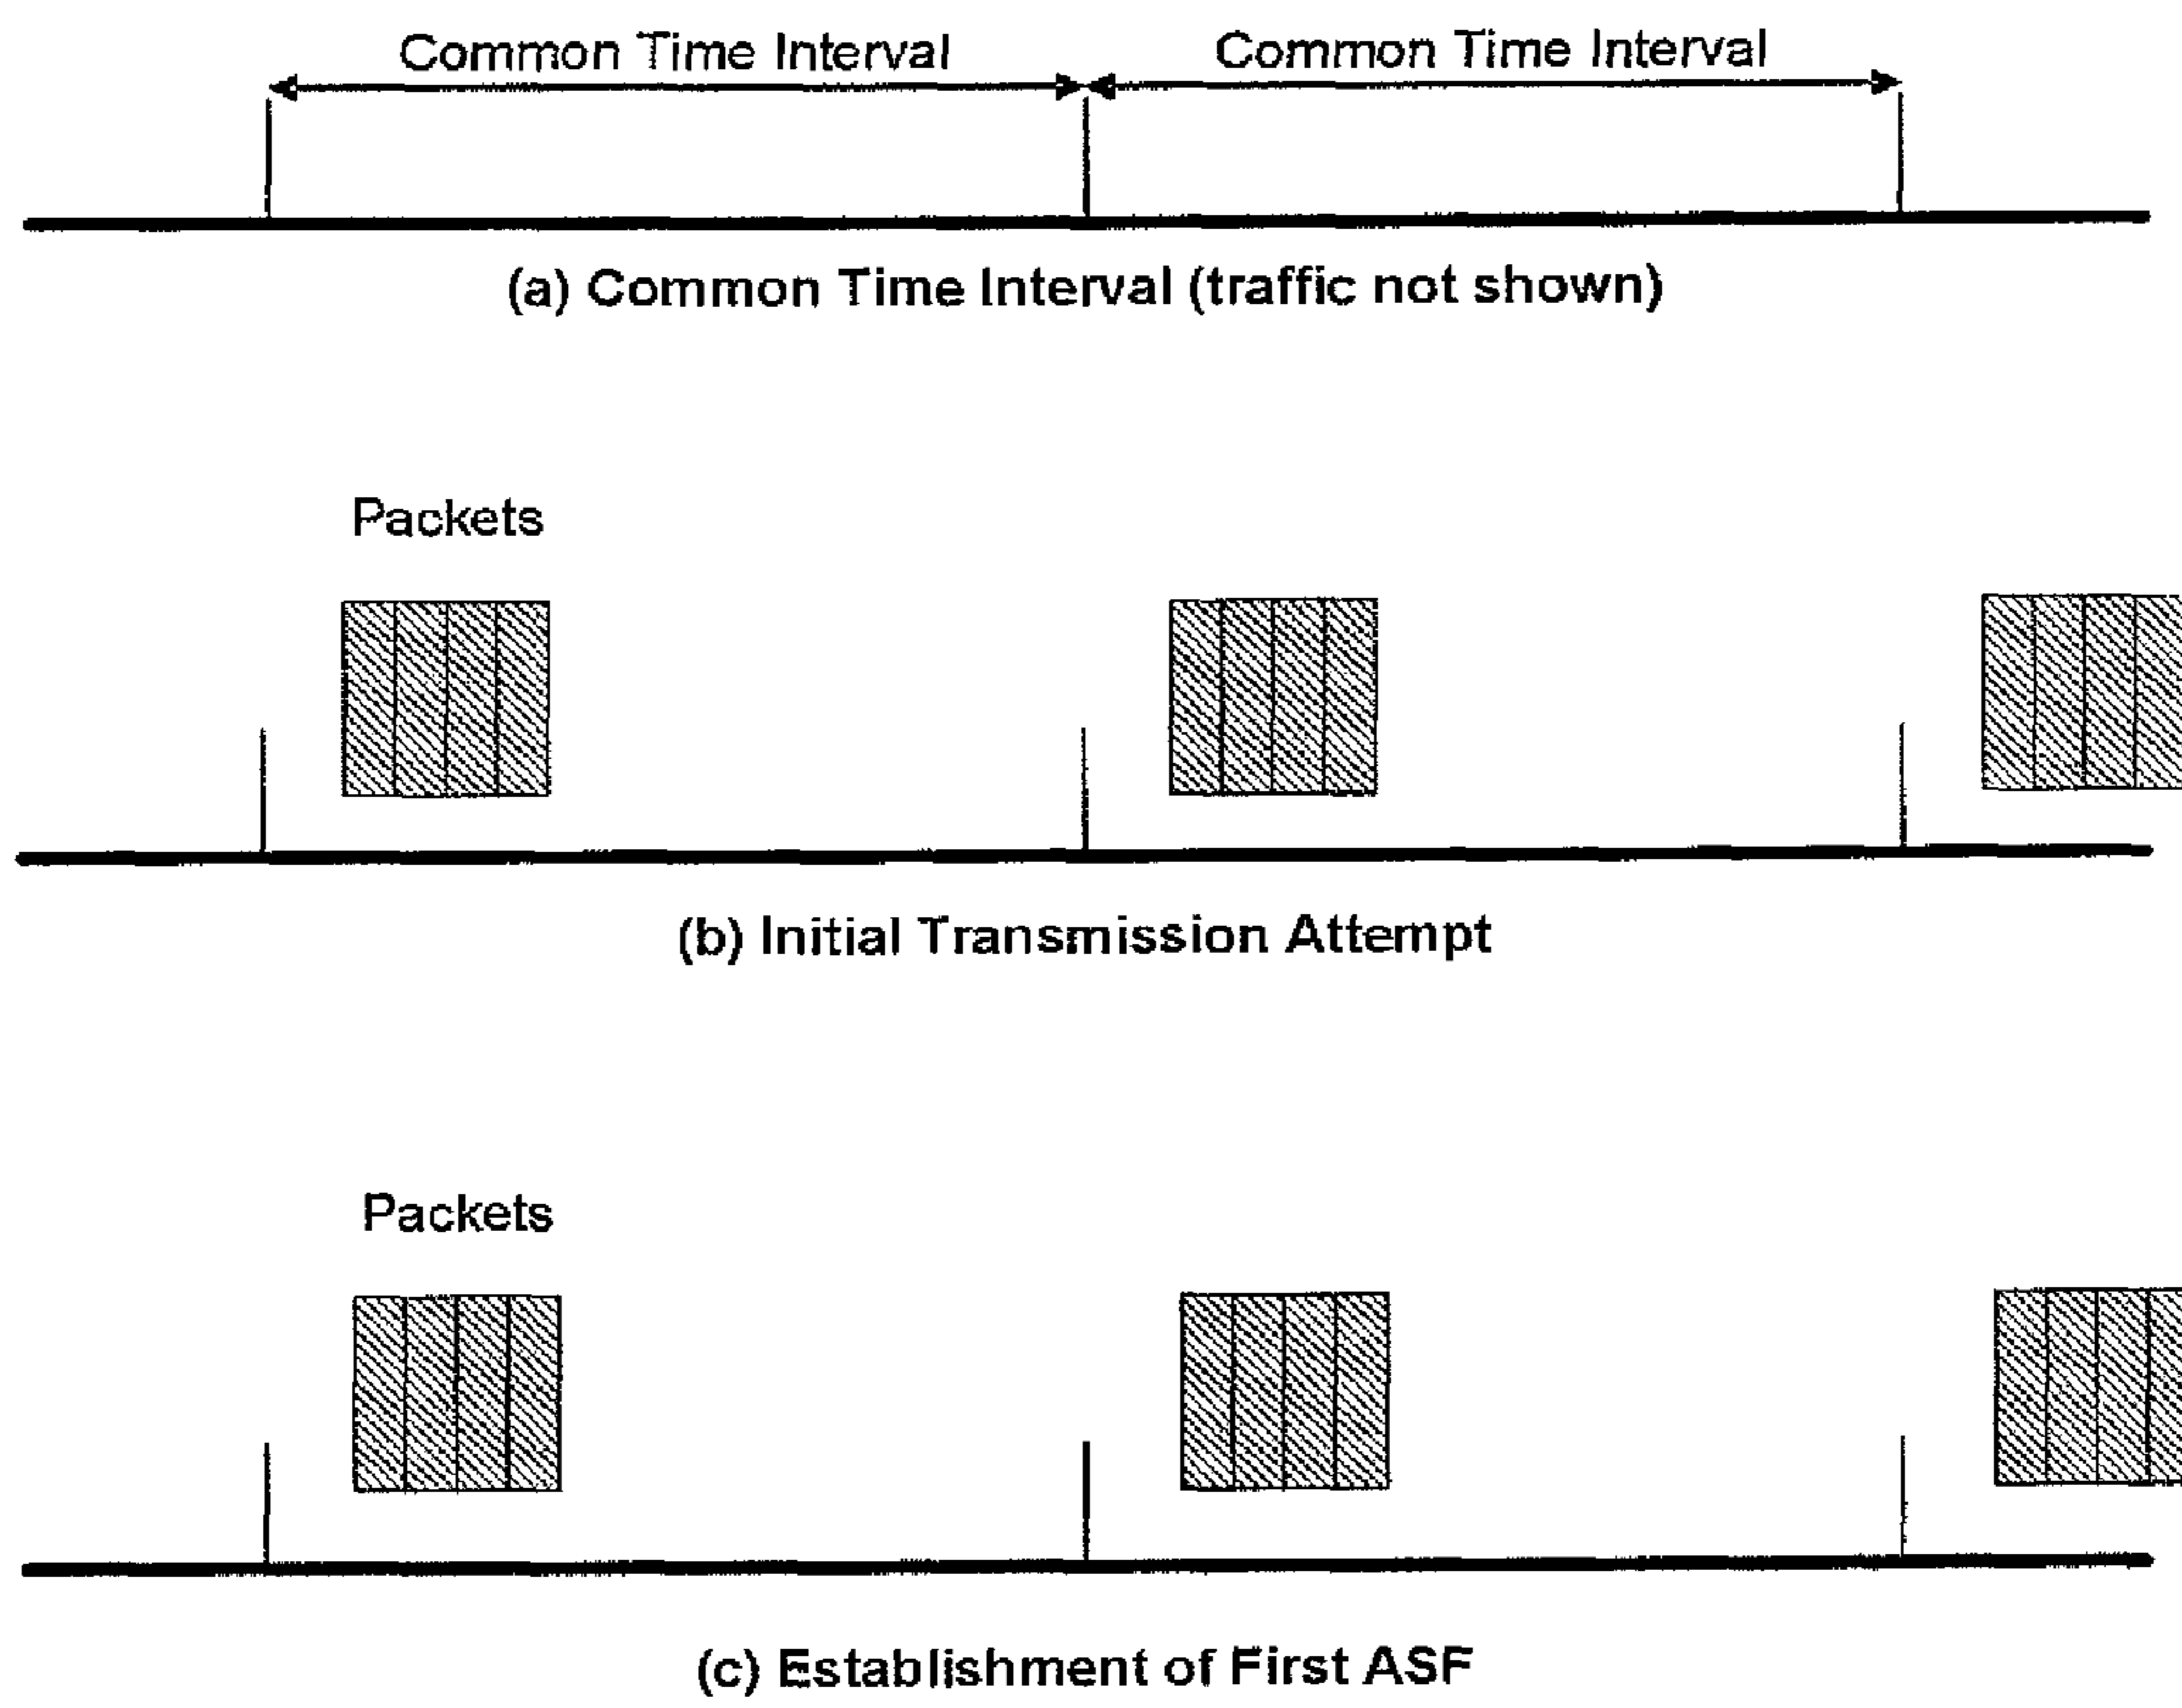 Common Time Interval
Common Time Interval
(a) Common Time Interval (traffic not shown)
Packets
(b) Initial Transmission Attempt
Packets
(c) Establishment of First ASF